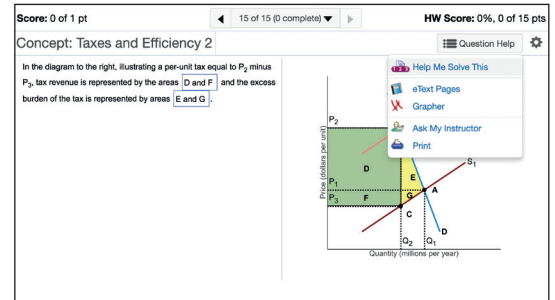 Score: 0 of 1 pt
15 of 15 (0 complete)
HW Score: 0%, 0 of 15 pts
Concept: Taxes and Efficiency 2
Question Help
In the diagram to the right, illustrating a per-unit tax equal to P2 minus
P3, tax revenue is represented by the areas D and F and the excess
burden of the tax is represented by areas E and G.
Help Me Solve This
eText Pages
Grapher
Ask My Instructor
Print
Price (dollars per unit)
P2
P1
P3
D
E
F
G
A
C
S1
D
Q2
Q1
Quantity (millions per year)